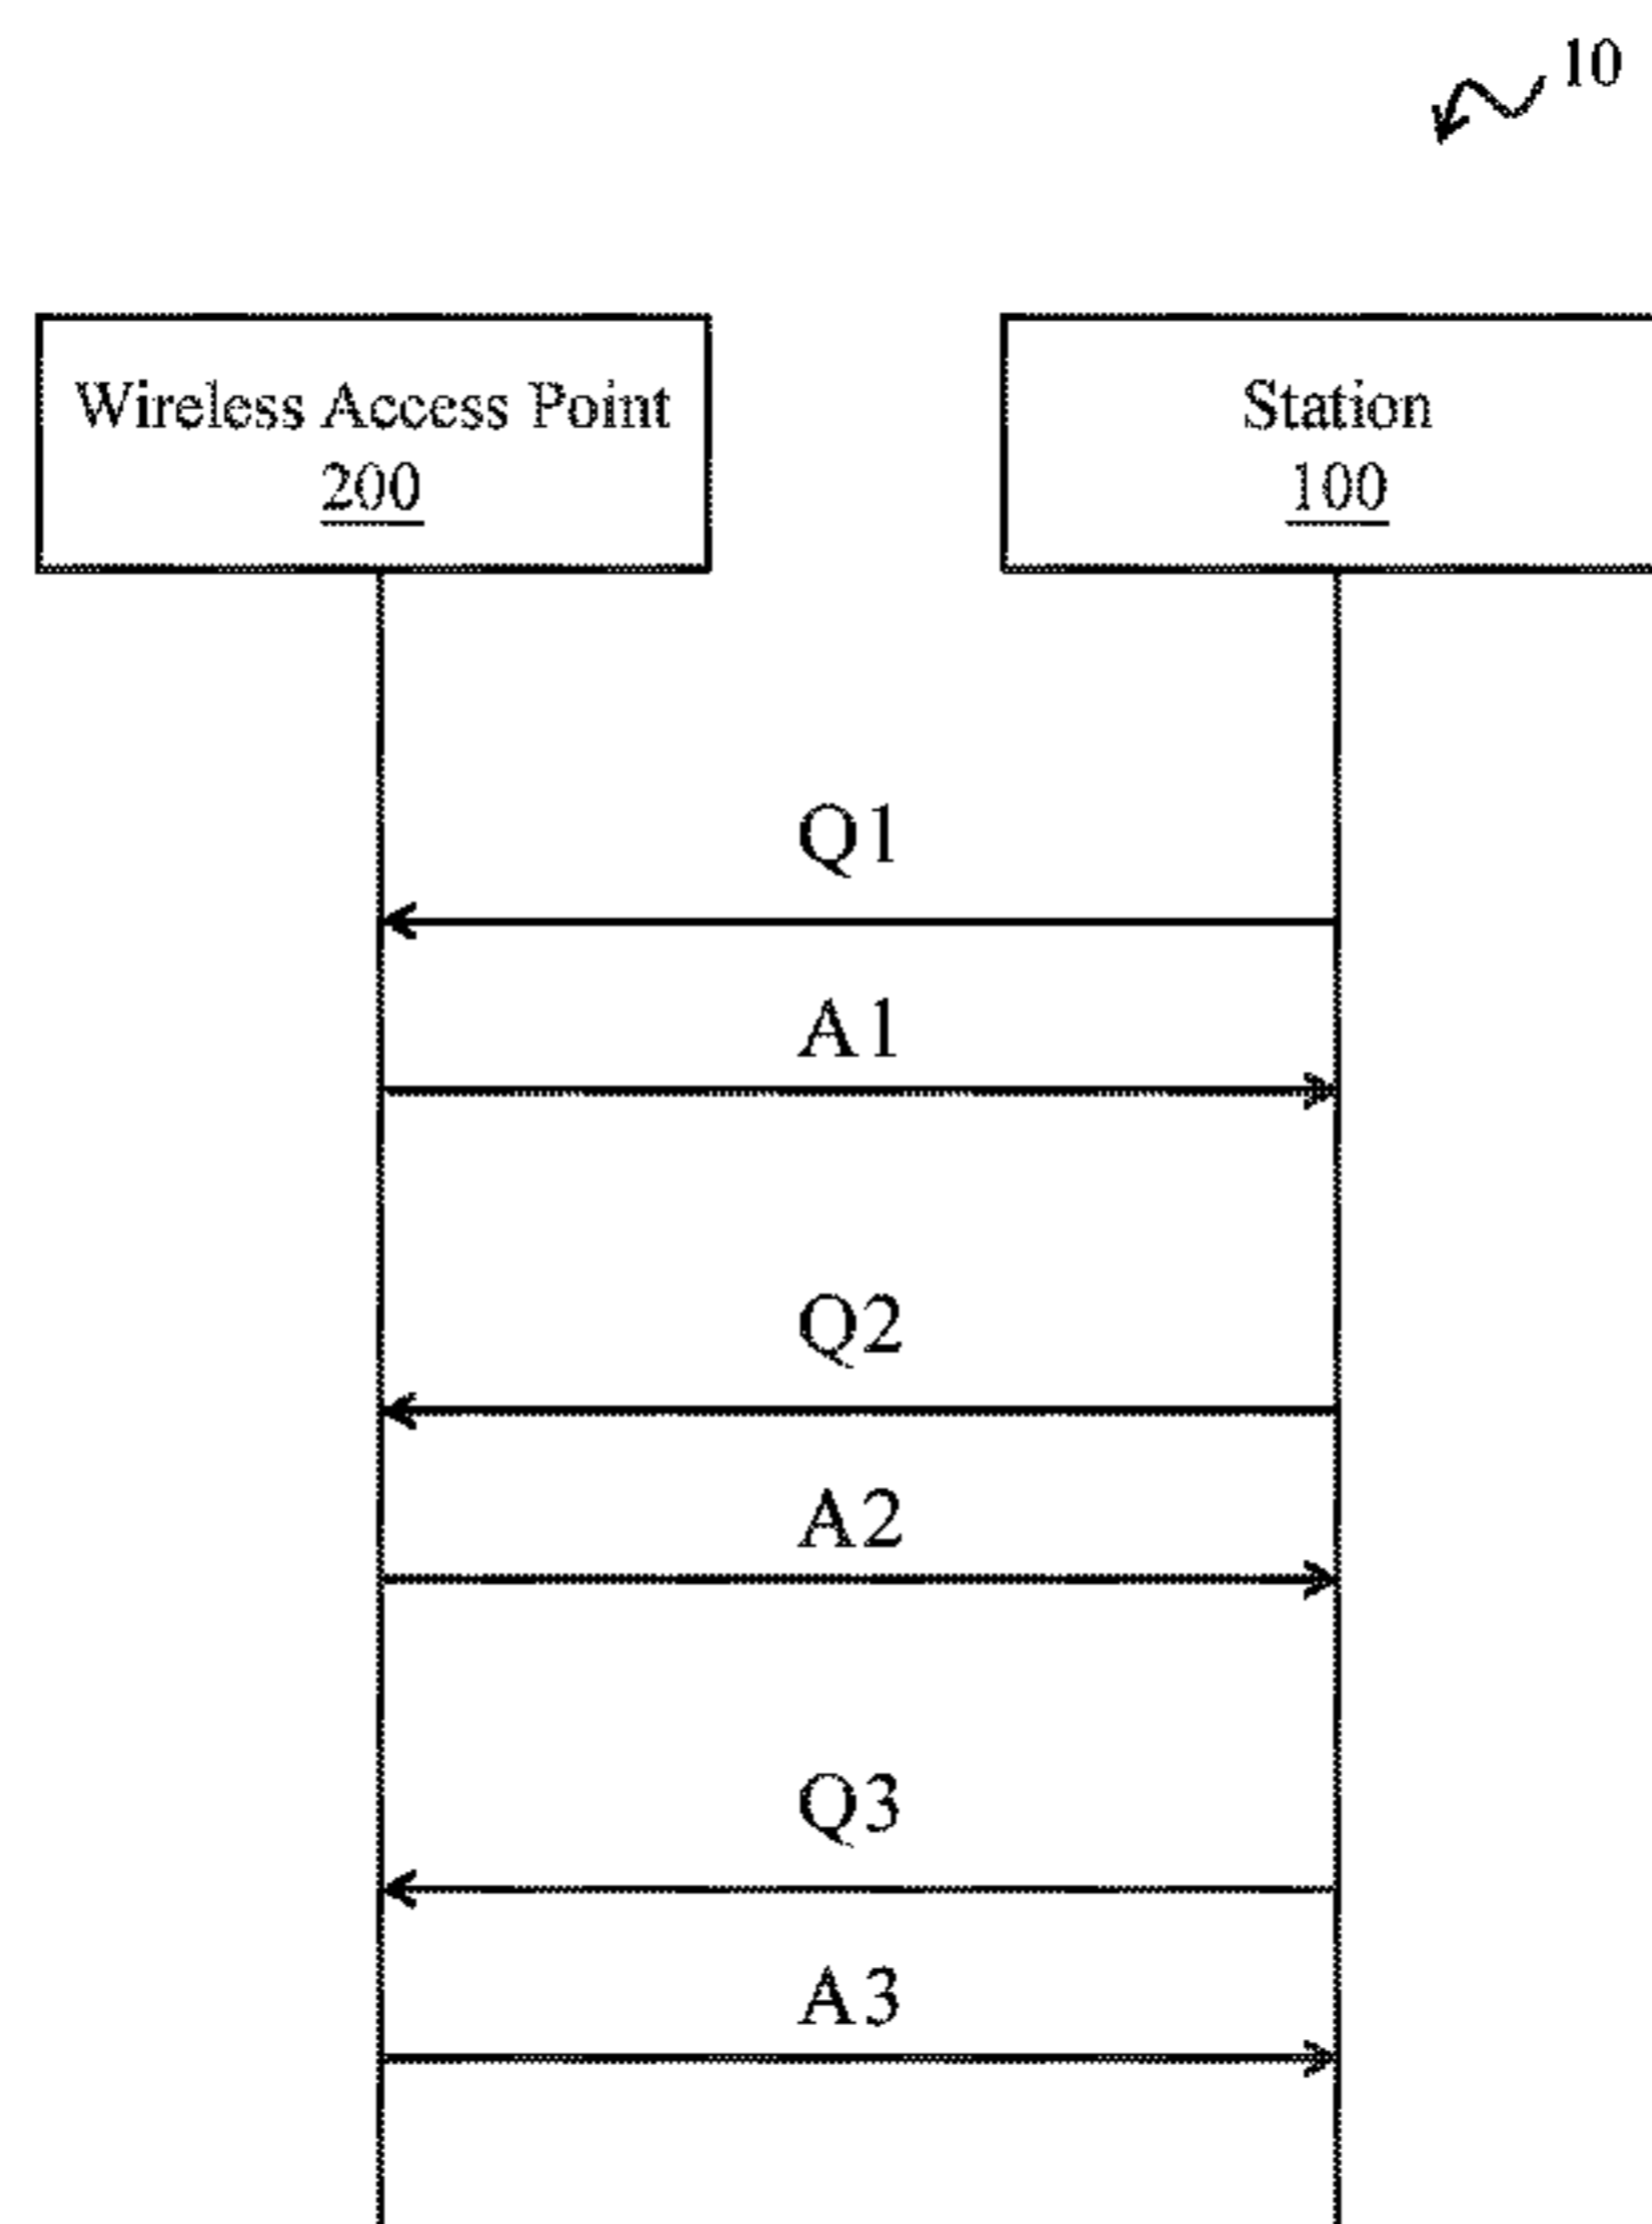 10
Wireless Access Point
200
Station
100
Q1
A1
Q2
A2
Q3
A3